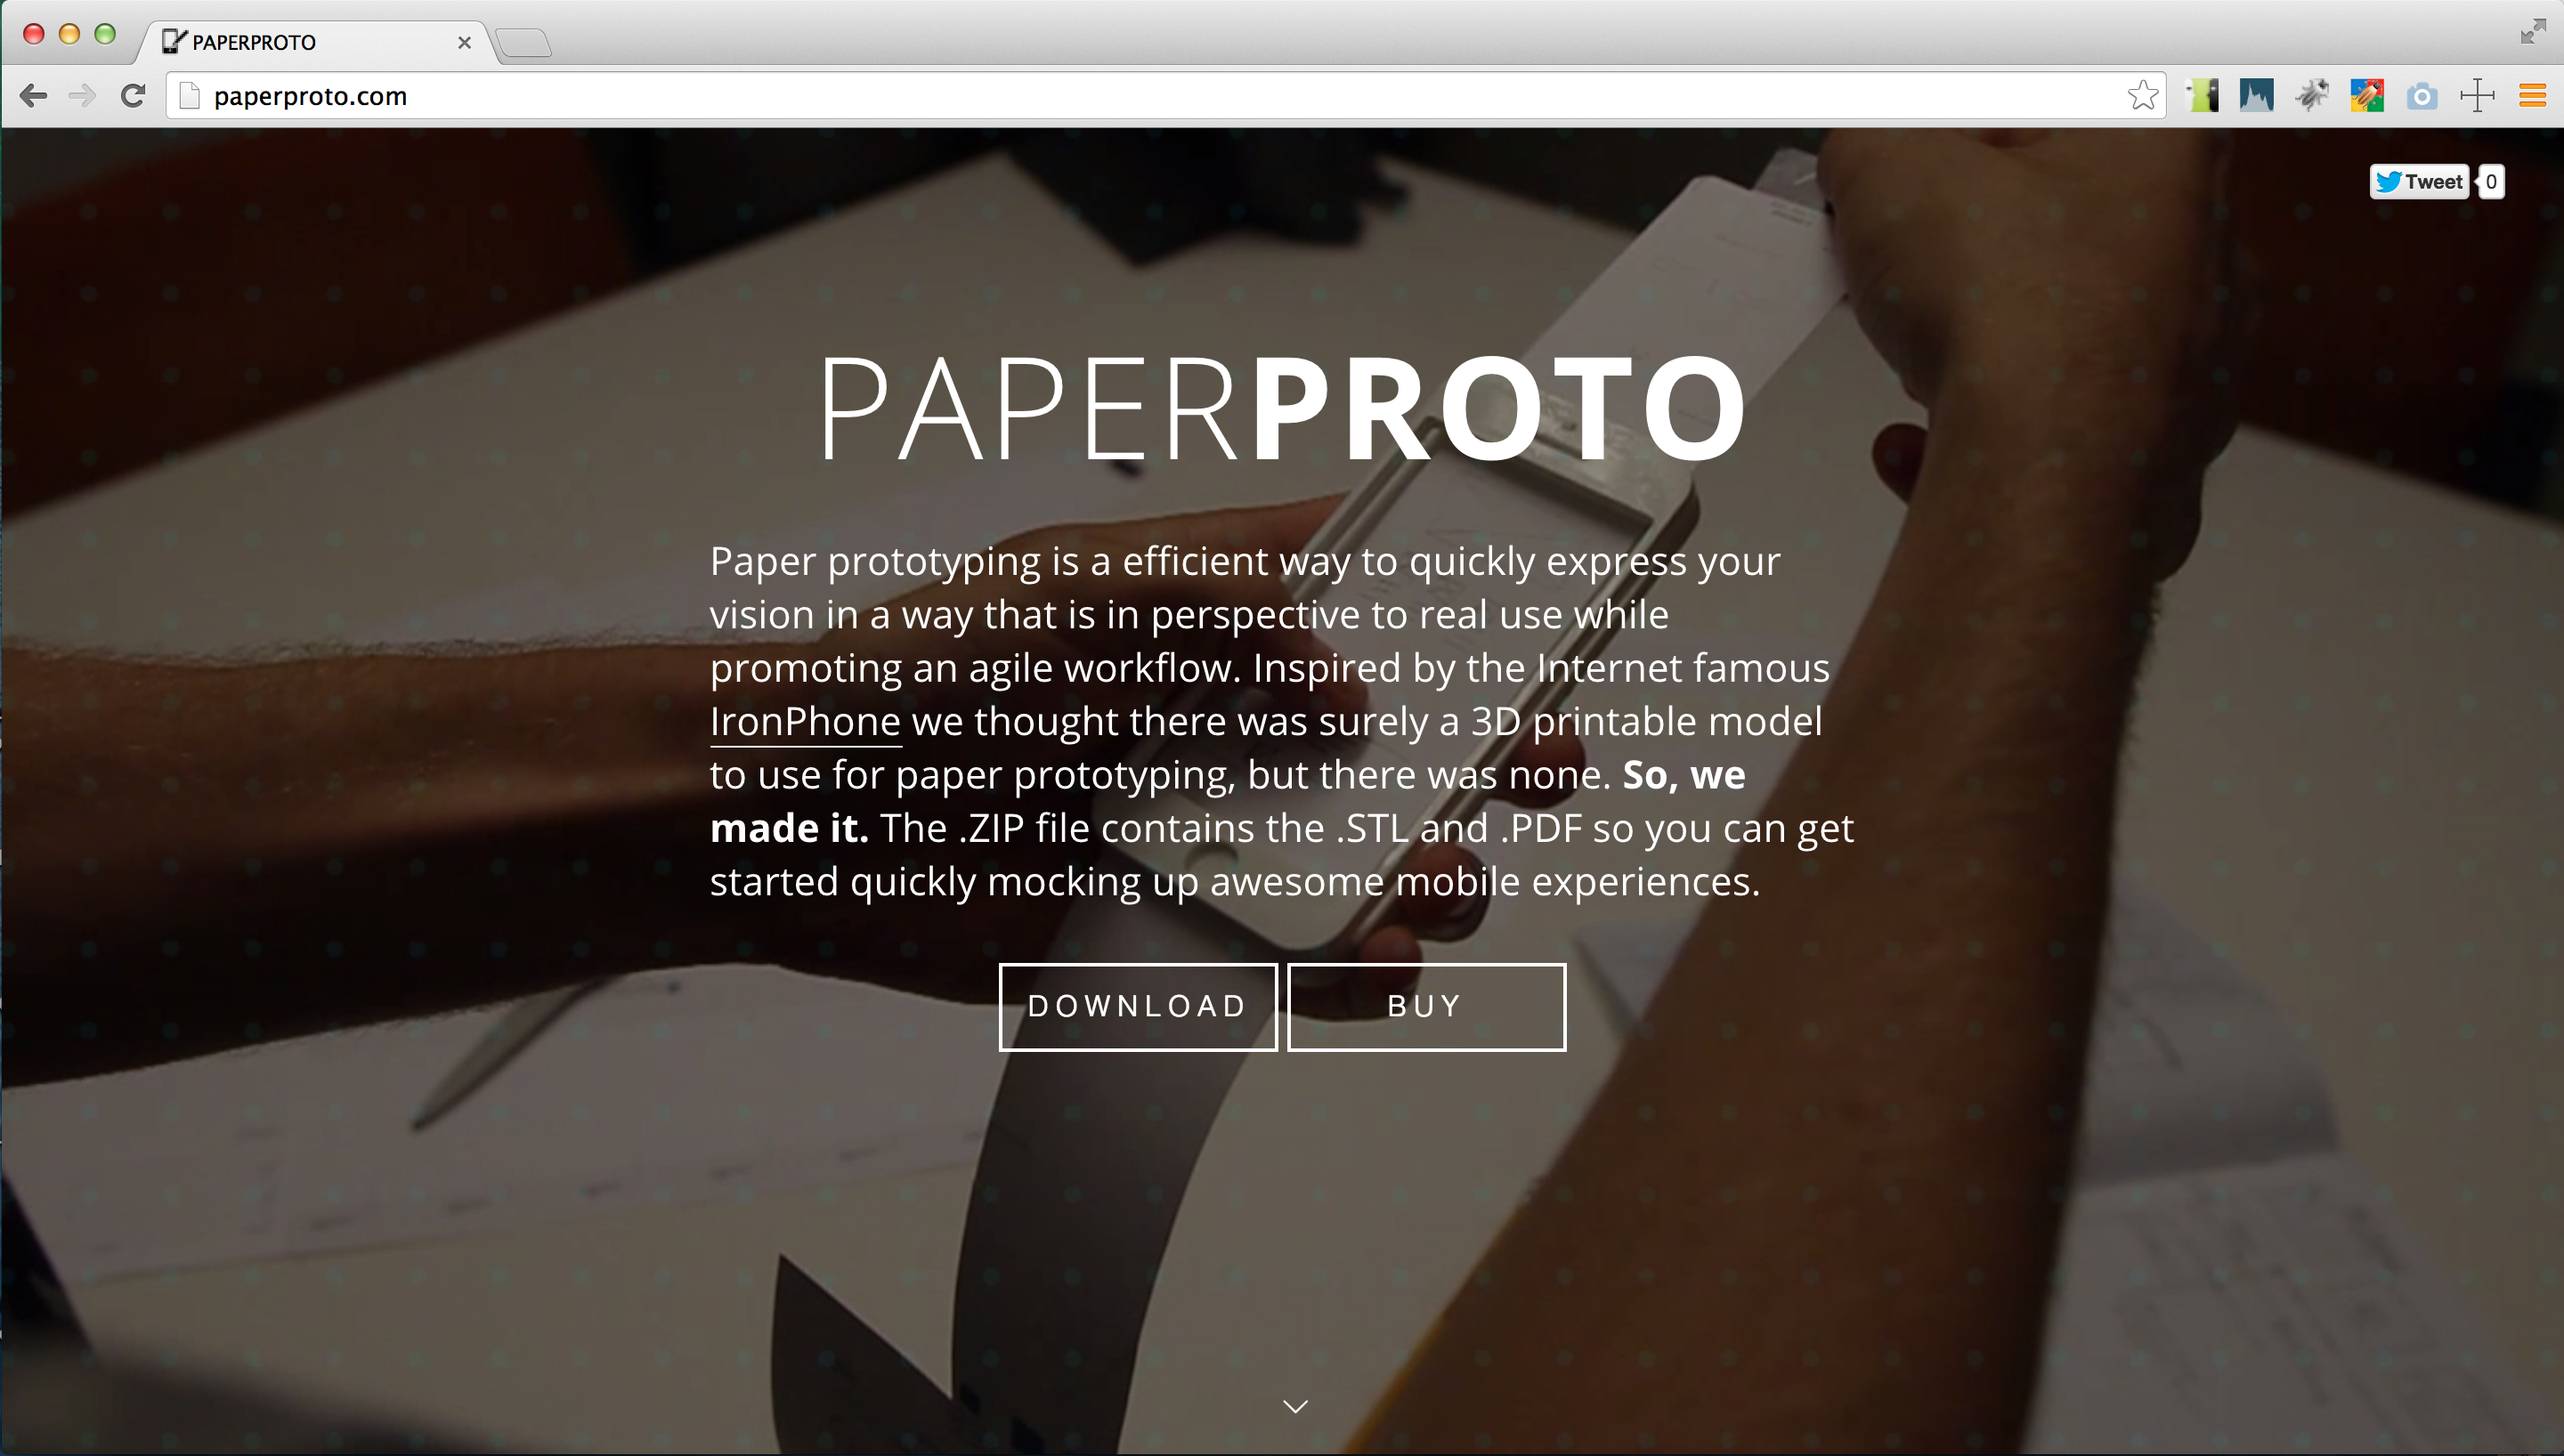 PAPERPROTO
paperproto.com
Tweet 0
PAPERPROTO
Paper prototyping is a efficient way to quickly express your
vision in a way that is in perspective to real use while
promoting an agile workflow. Inspired by the Internet famous
IronPhone we thought there was surely a 3D printable model
to use for paper prototyping, but there was none. So, we
made it. The .ZIP file contains the .STL and .PDF so you can get
started quickly mocking up awesome mobile experiences.
DOWNLOAD BUY